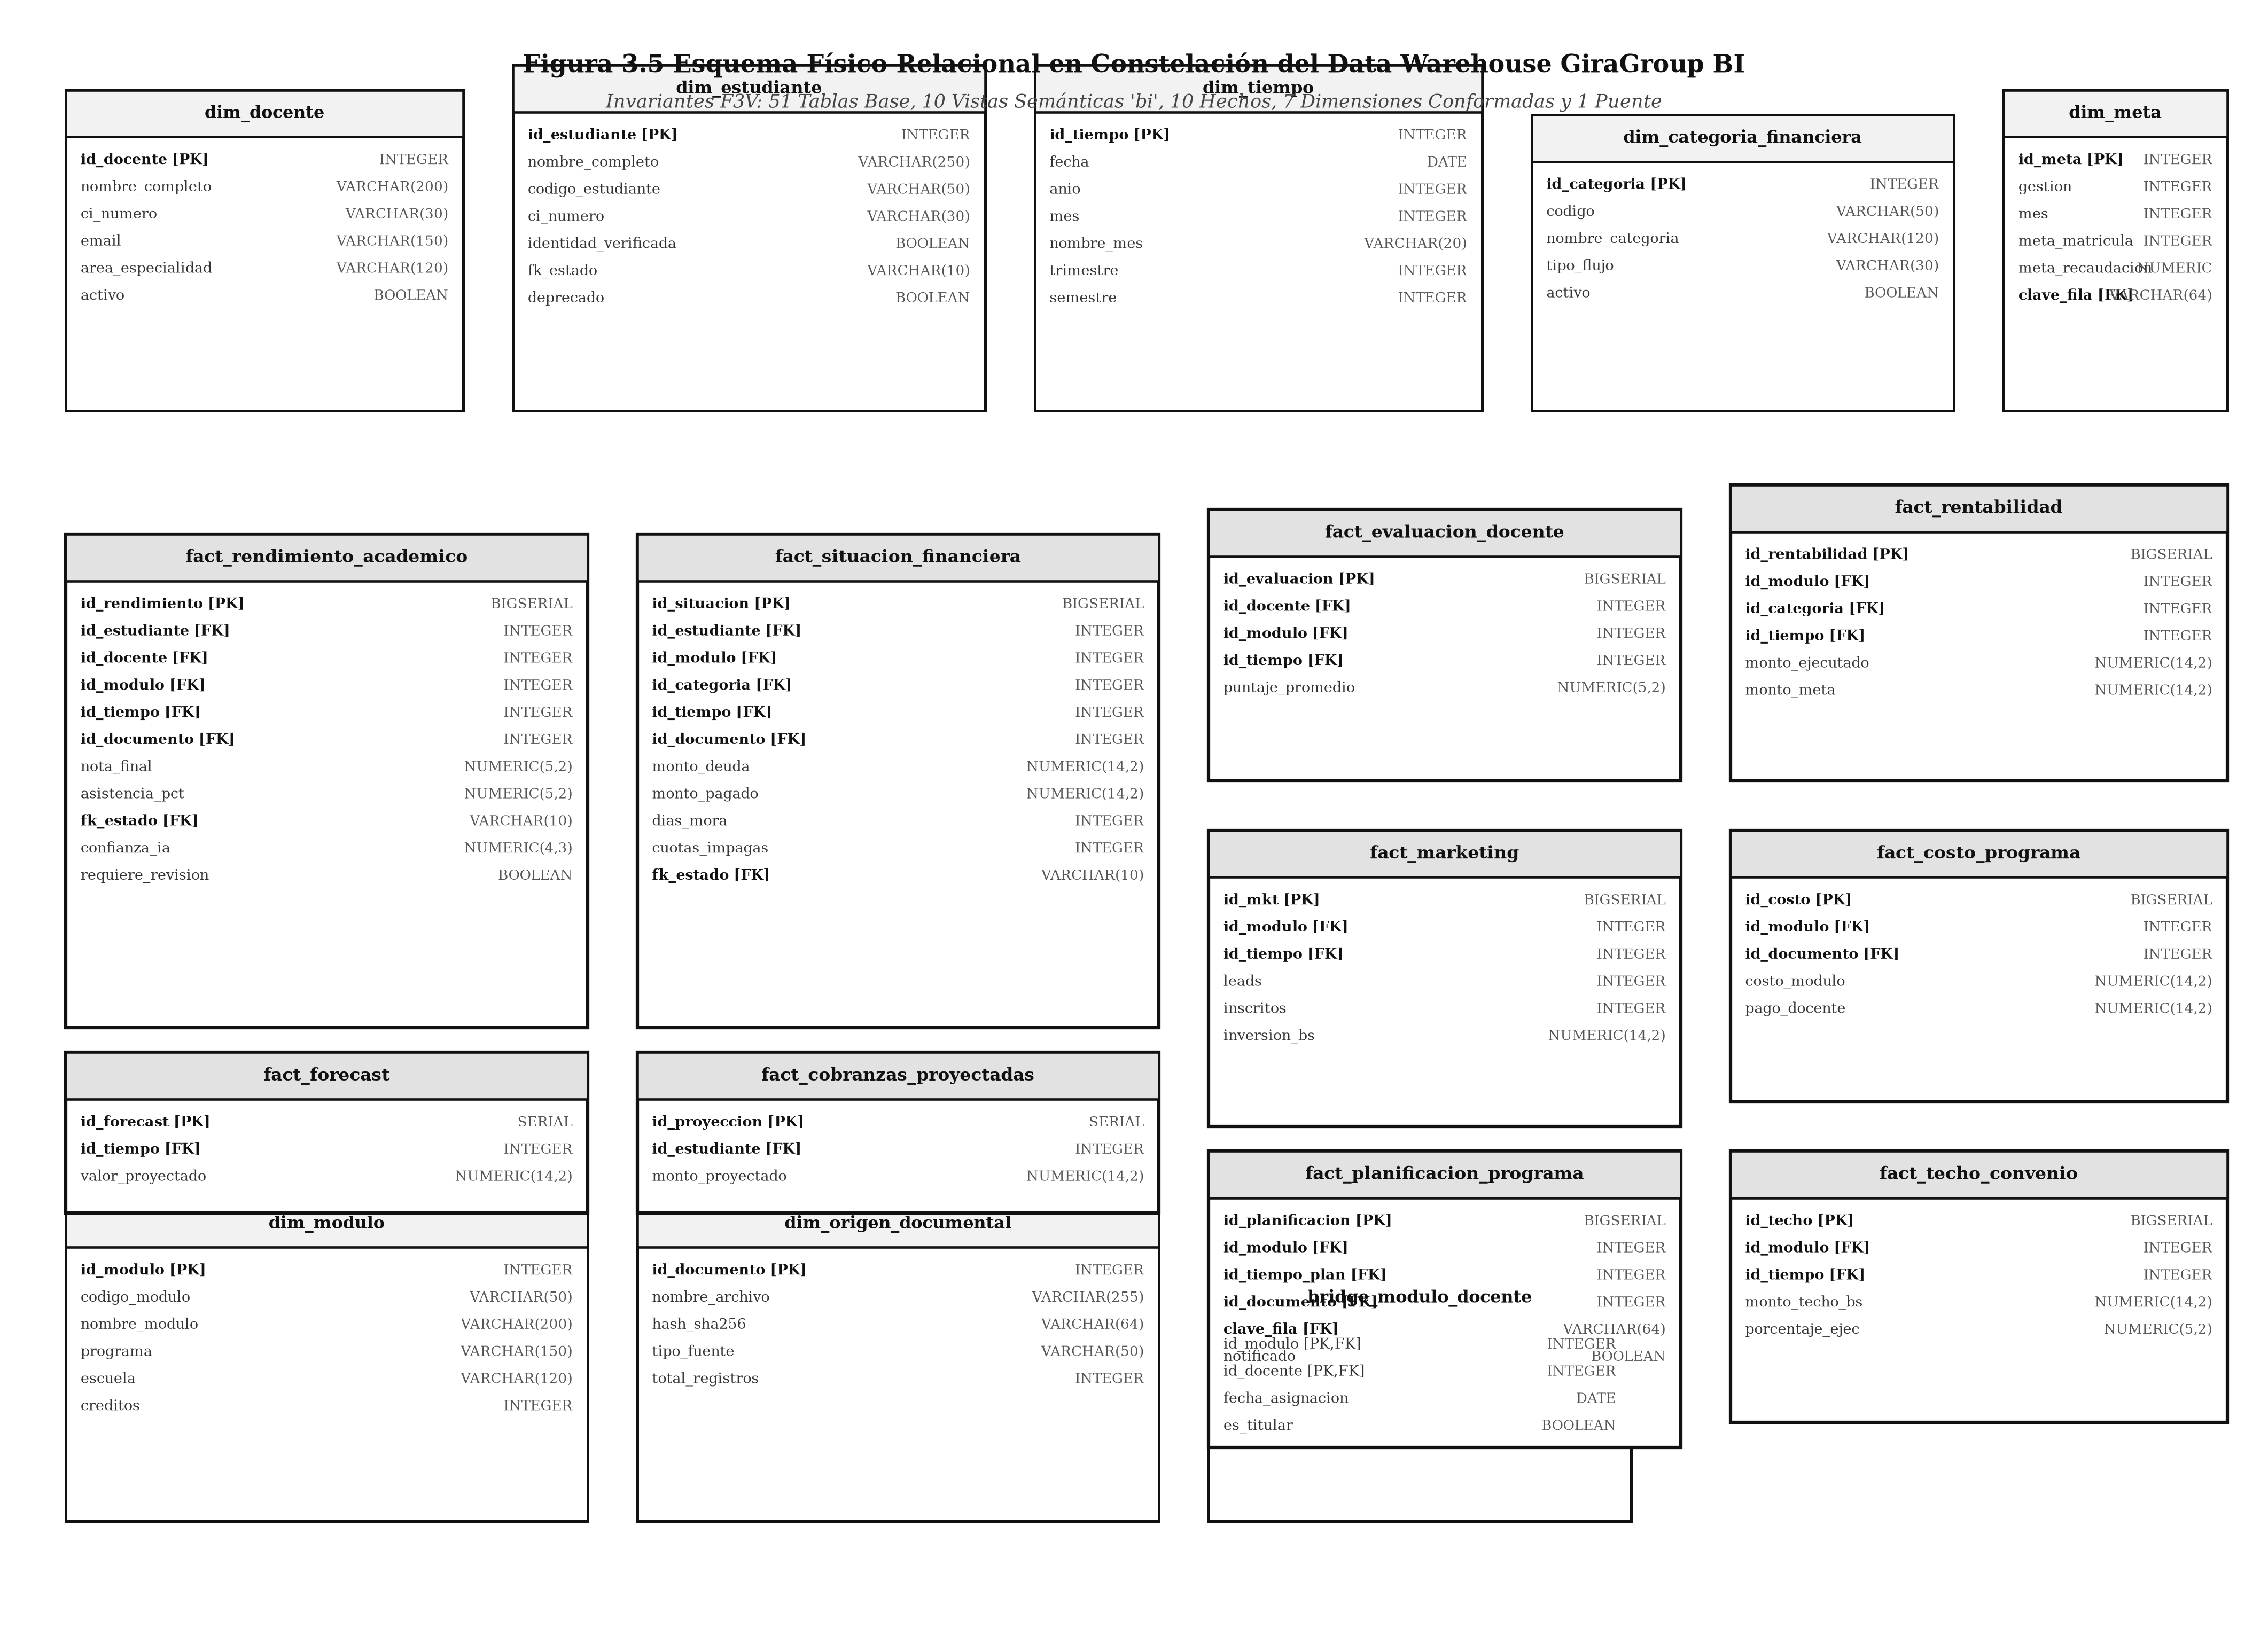 Figura 3.5 Esquema Físico Relacional en Constelación del Data Warehouse GiraGroup BI
Invariantes F3V: 51 Tablas Base, 10 Vistas Semánticas 'bi', 10 Hechos, 7 Dimensiones Conformadas y 1 Puente
dim_docente
id_docente [PK] INTEGER
nombre_completo VARCHAR(200)
ci_numero VARCHAR(30)
email VARCHAR(150)
area_especialidad VARCHAR(120)
activo BOOLEAN
dim_estudiante
id_estudiante [PK] INTEGER
nombre_completo VARCHAR(250)
codigo_estudiante VARCHAR(50)
ci_numero VARCHAR(30)
identidad_verificada BOOLEAN
fk_estado VARCHAR(10)
deprecado BOOLEAN
dim_tiempo
id_tiempo [PK] INTEGER
fecha DATE
anio INTEGER
mes INTEGER
nombre_mes VARCHAR(20)
trimestre INTEGER
semestre INTEGER
dim_categoria_financiera
id_categoria [PK] INTEGER
codigo VARCHAR(50)
nombre_categoria VARCHAR(120)
tipo_flujo VARCHAR(30)
activo BOOLEAN
dim_meta
id_meta [PK] INTEGER
gestion INTEGER
mes INTEGER
meta_matricula INTEGER
meta_recaudacion NUMERIC
clave_fila [FK] VARCHAR(64)
fact_rendimiento_academico
id_rendimiento [PK] BIGSERIAL
id_estudiante [FK] INTEGER
id_docente [FK] INTEGER
id_modulo [FK] INTEGER
id_tiempo [FK] INTEGER
id_documento [FK] INTEGER
nota_final NUMERIC(5,2)
asistencia_pct NUMERIC(5,2)
fk_estado [FK] VARCHAR(10)
confianza_ia NUMERIC(4,3)
requiere_revision BOOLEAN
fact_situacion_financiera
id_situacion [PK] BIGSERIAL
id_estudiante [FK] INTEGER
id_modulo [FK] INTEGER
id_categoria [FK] INTEGER
id_tiempo [FK] INTEGER
id_documento [FK] INTEGER
monto_deuda NUMERIC(14,2)
monto_pagado NUMERIC(14,2)
dias_mora INTEGER
cuotas_impagas INTEGER
fk_estado [FK] VARCHAR(10)
fact_evaluacion_docente
id_evaluacion [PK] BIGSERIAL
id_docente [FK] INTEGER
id_modulo [FK] INTEGER
id_tiempo [FK] INTEGER
puntaje_promedio NUMERIC(5,2)
fact_rentabilidad
id_rentabilidad [PK] BIGSERIAL
id_modulo [FK] INTEGER
id_categoria [FK] INTEGER
id_tiempo [FK] INTEGER
monto_ejecutado NUMERIC(14,2)
monto_meta NUMERIC(14,2)
fact_marketing
id_mkt [PK] BIGSERIAL
id_modulo [FK] INTEGER
id_tiempo [FK] INTEGER
leads INTEGER
inscritos INTEGER
inversion_bs NUMERIC(14,2)
fact_costo_programa
id_costo [PK] BIGSERIAL
id_modulo [FK] INTEGER
id_documento [FK] INTEGER
costo_modulo NUMERIC(14,2)
pago_docente NUMERIC(14,2)
fact_forecast
id_forecast [PK] SERIAL
id_tiempo [FK] INTEGER
valor_proyectado NUMERIC(14,2)
fact_cobranzas_proyectadas
id_proyeccion [PK] SERIAL
id_estudiante [FK] INTEGER
monto_proyectado NUMERIC(14,2)
dim_modulo
id_modulo [PK] INTEGER
codigo_modulo VARCHAR(50)
nombre_modulo VARCHAR(200)
programa VARCHAR(150)
escuela VARCHAR(120)
creditos INTEGER
dim_origen_documental
id_documento [PK] INTEGER
nombre_archivo VARCHAR(255)
hash_sha256 VARCHAR(64)
tipo_fuente VARCHAR(50)
total_registros INTEGER
fact_planificacion_programa
id_planificacion [PK] BIGSERIAL
id_modulo [FK] INTEGER
id_tiempo_plan [FK] INTEGER
id_documento [FK] INTEGER
clave_fila [FK] VARCHAR(64)
notificado BOOLEAN
bridge_modulo_docente
id_modulo [PK,FK] INTEGER
id_docente [PK,FK] INTEGER
fecha_asignacion DATE
es_titular BOOLEAN
fact_techo_convenio
id_techo [PK] BIGSERIAL
id_modulo [FK] INTEGER
id_tiempo [FK] INTEGER
monto_techo_bs NUMERIC(14,2)
porcentaje_ejec NUMERIC(5,2)